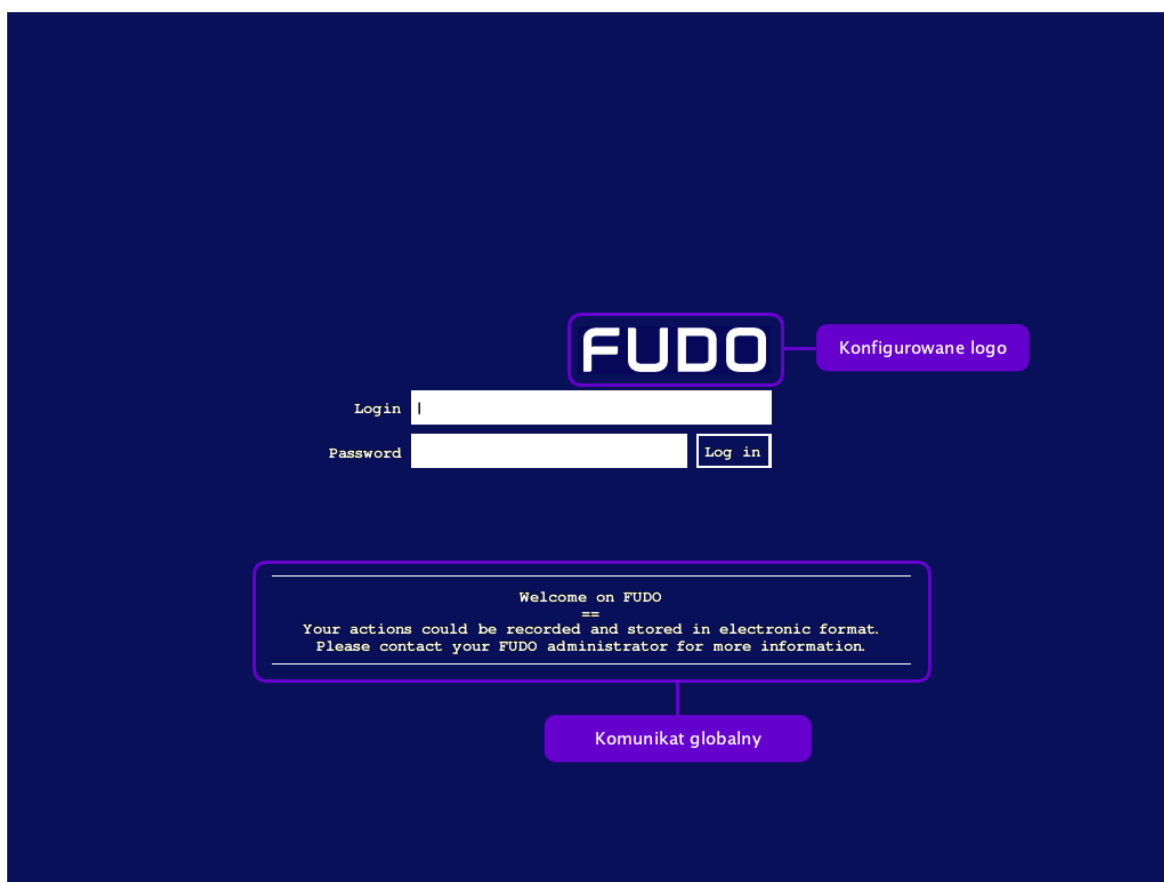 FUDO
Konfigurowane logo
Login
Password
Log in
Welcome on FUDO
==
Your actions could be recorded and stored in electronic format.
Please contact your FUDO administrator for more information.
Komunikat globalny